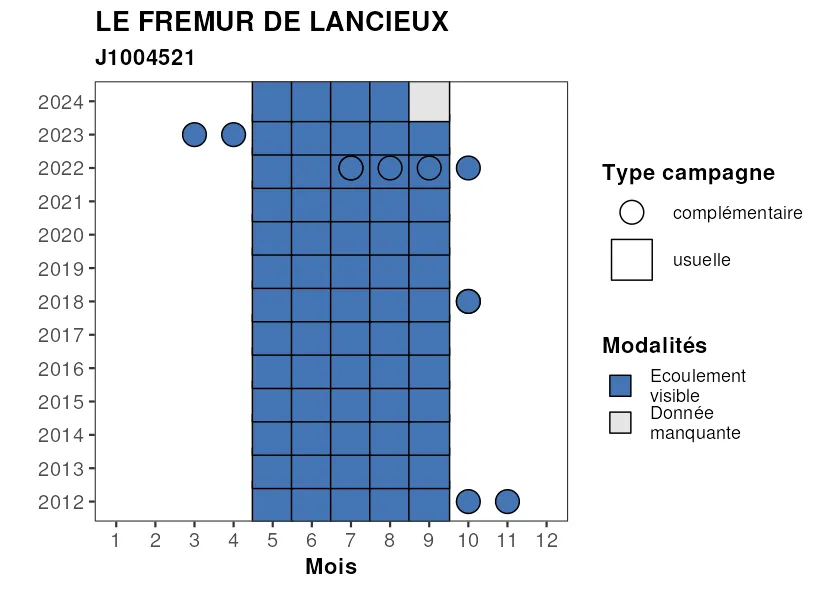 LE FREMUR DE LANCIEUX
J1004521
2024
2023
2022
2021
2020
2019
2018
2017
2016
2015
2014
2013
2012
1 2 3 4 5 6 7 8 9 10 11 12
Mois
Type campagne
complémentaire
usuelle
Modalités
Ecoulement
visible
Donnée
manquante